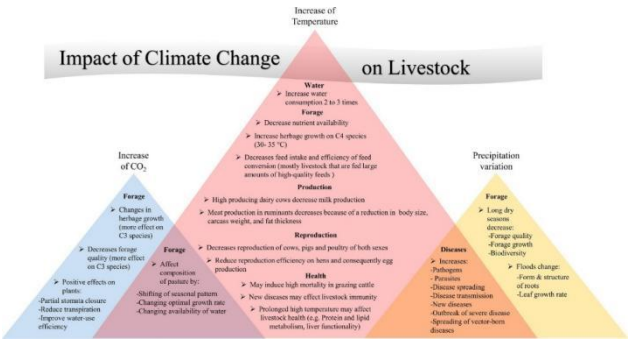 Increase of
Temperature
Impact of Climate Change
on Livestock
Water
➢ Increase water
consumption 2 to 3 times
Forage
➢ Decrease nutrient availability
➢ Increase herbage growth on C4 species
(30- 35 °C)
➢ Decreases feed intake and efficiency of feed
conversion (mostly livestock that are fed large
amounts of high-quality feeds )
Production
➢ High producing dairy cows decrease milk production
➢ Meat production in ruminants decreases because of a reduction in body size,
carcass weight, and fat thickness
Reproduction
➢ Decreases reproduction of cows, pigs and poultry of both sexes
➢ Reduce reproduction efficiency on hens and consequently egg
production
Health
➢ May induce high mortality in grazing cattle
➢ New diseases may affect livestock immunity
➢ Prolonged high temperature may affect
livestock health (e.g. Protein and lipid
metabolism, liver functionality)
Increase
of CO2
Forage
➢ Changes in
herbage growth
(more effect on
C3 species)
➢ Decreases forage
quality (more effect
on C3 species)
➢ Positive effects on
plant:
-Partial stomata closure
-Reduce transpiration
-Improve water-use
efficiency
Forage
➢ Affect
composition
of pasture by:
-Shifting of seasonal pattern
-Changing optimal growth rate
-Changing availability of water
Precipitation
variation
Forage
➢ Long dry
seasons
decrease:
-Forage quality
-Forage growth
-Biodiversity
➢ Floods change:
-Form & structure
of roots
-Leaf growth rate
Diseases
➢ Increases:
-Pathogens
- Parasites
-Disease spreading
-Disease transmission
-New diseases
-Outbreak of severe disease
-Spreading of vector-born
diseases